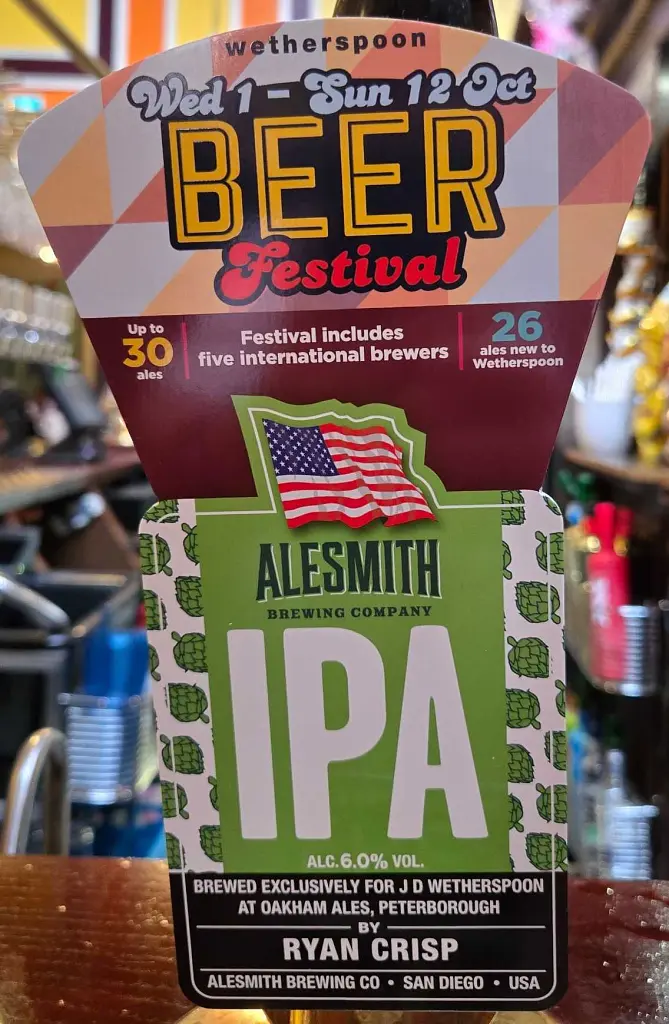 wetherspoon
Wed 1 – Sun 12 Oct
BEER
Festival
Up to
30
ales
Festival includes
five international brewers
26
ales new to
Wetherspoon
ALESMITH
BREWING COMPANY
IPA
ALC.6.0% VOL.
BREWED EXCLUSIVELY FOR J D WETHERSPOON
AT OAKHAM ALES, PETERBOROUGH
BY
RYAN CRISP
ALESMITH BREWING CO • SAN DIEGO • USA